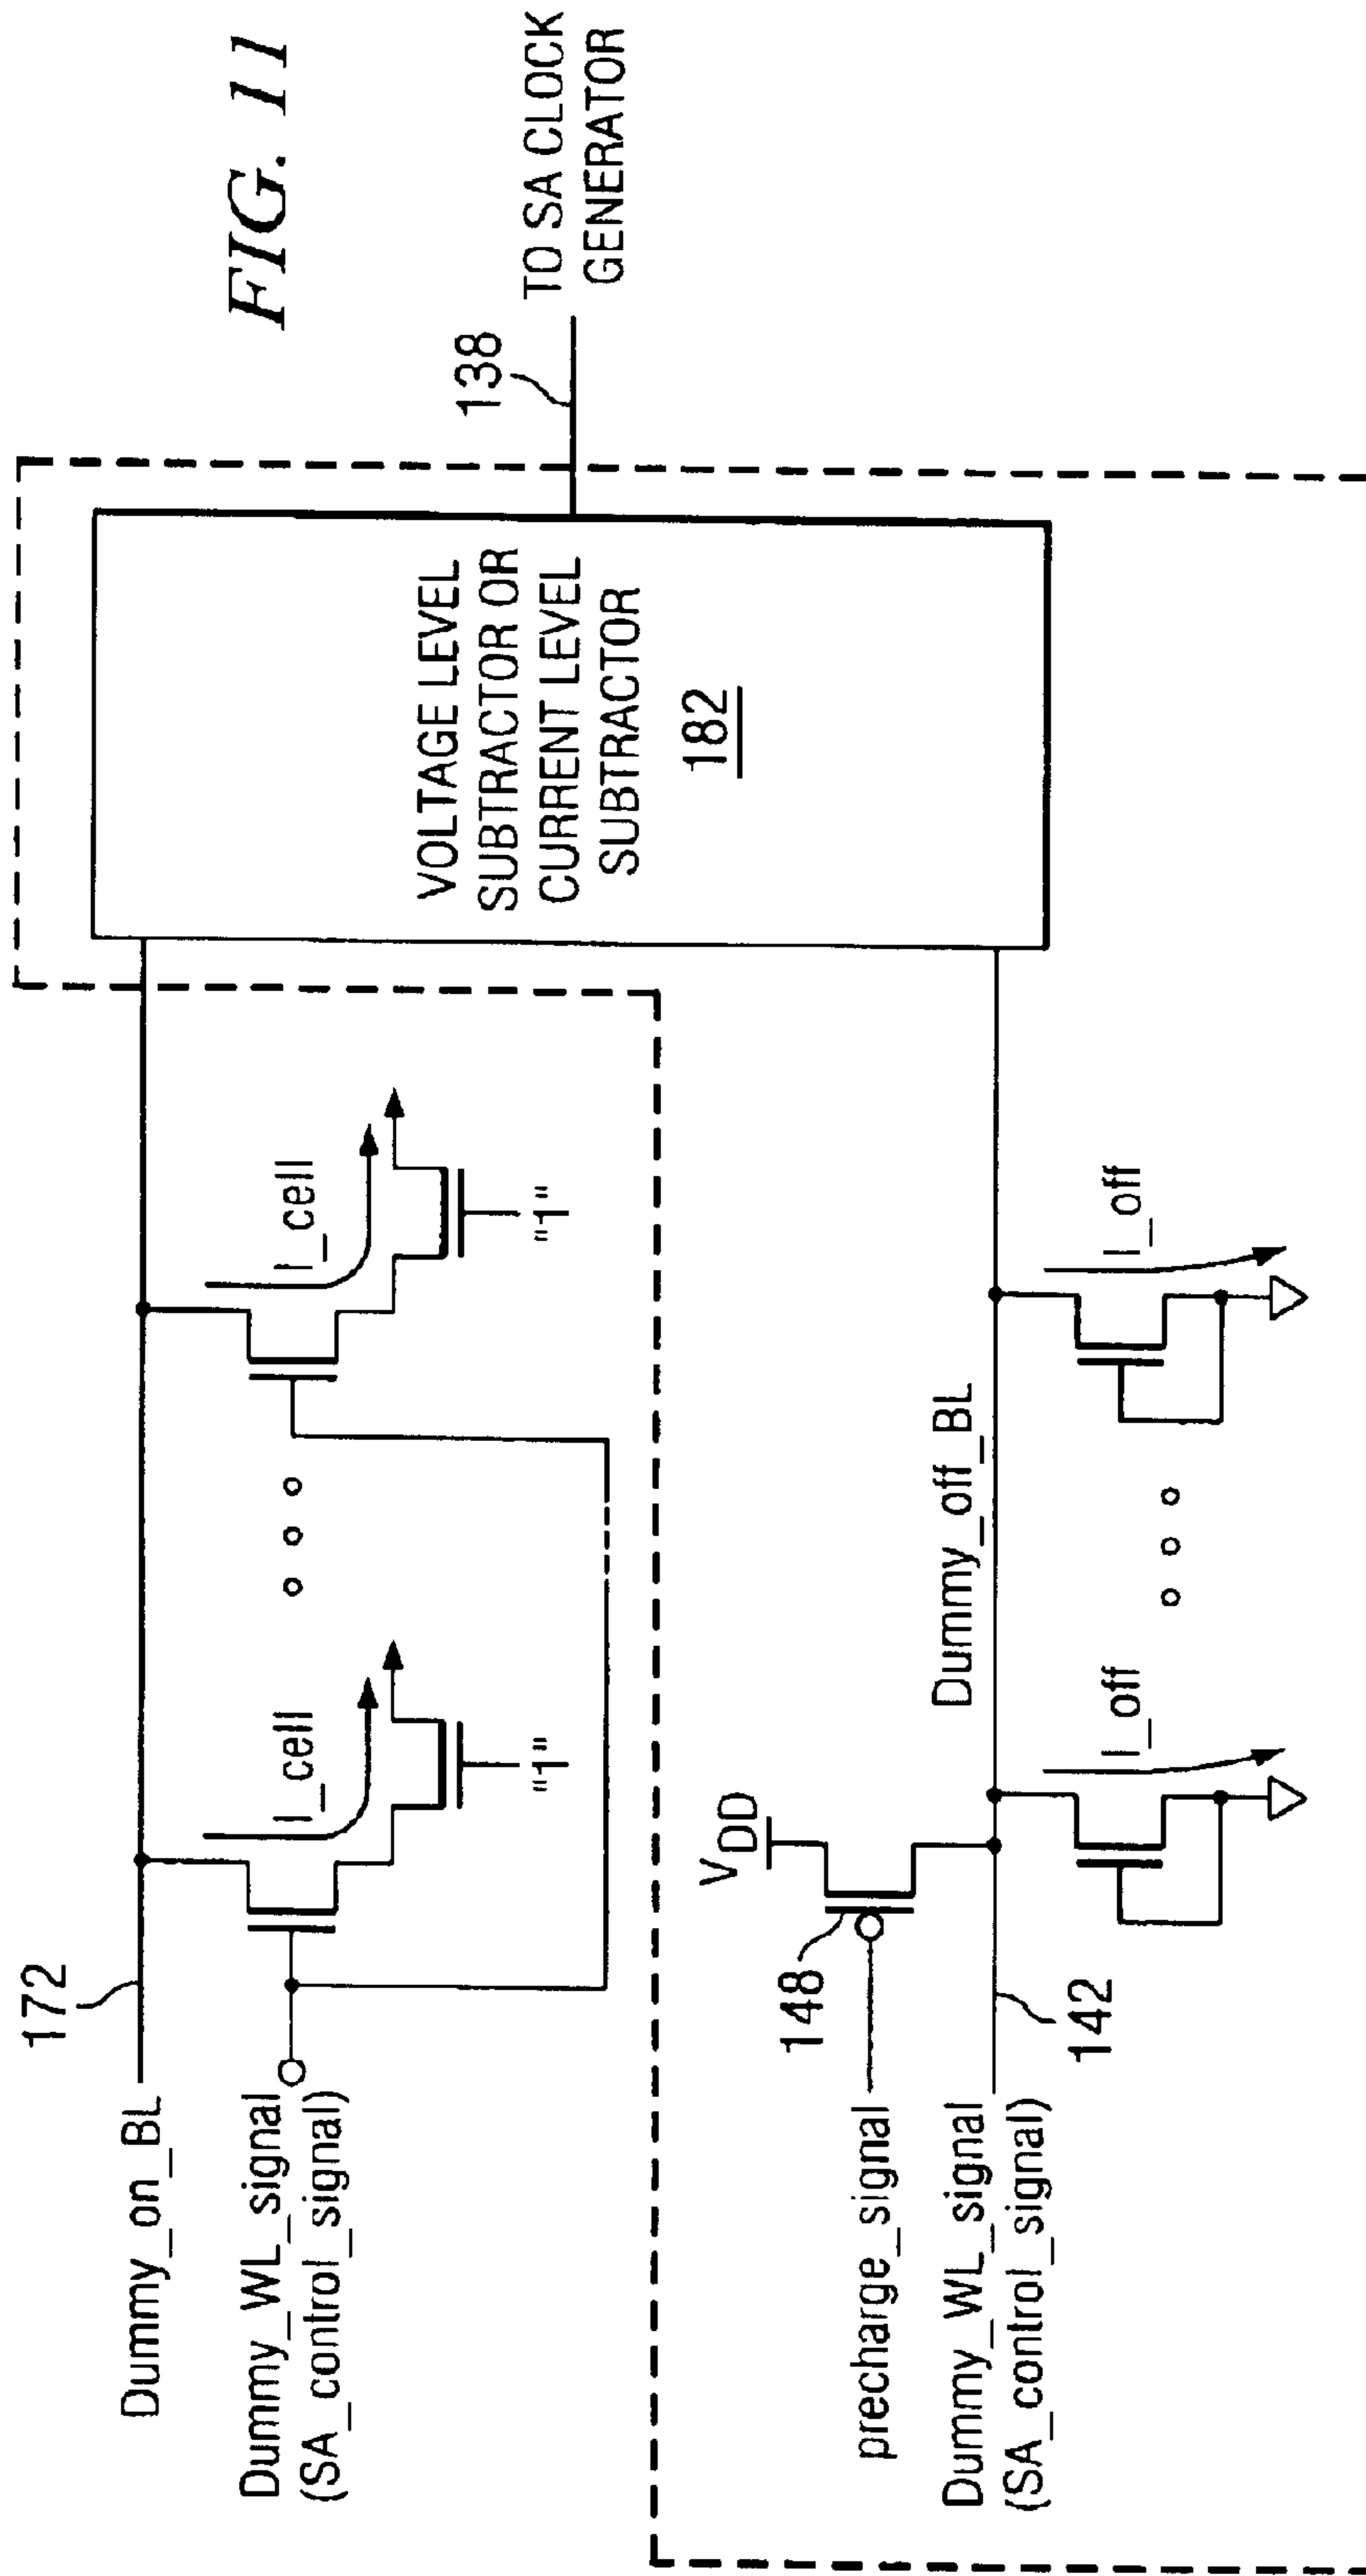 FIG. 11
172
Dummy_on_BL
I_cell
I_cell
Dummy_WL_signal
(SA_control_signal)
"1"
"1"
138
TO SA CLOCK
GENERATOR
VOLTAGE LEVEL
SUBTRACTOR OR
CURRENT LEVEL
SUBTRACTOR
182
VDD
148
precharge_signal
Dummy_off_BL
Dummy_WL_signal
(SA_control_signal)
142
I_off
I_off